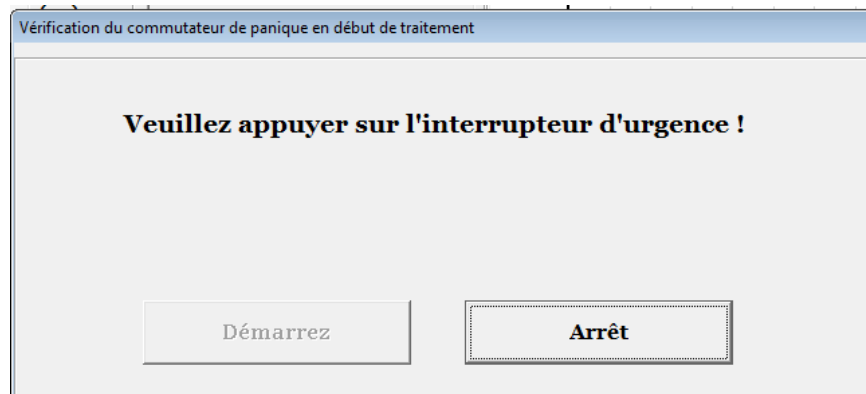 Vérification du commutateur de panique en début de traitement
Veuillez appuyer sur l'interrupteur d'urgence !
Démarrez
Arrêt